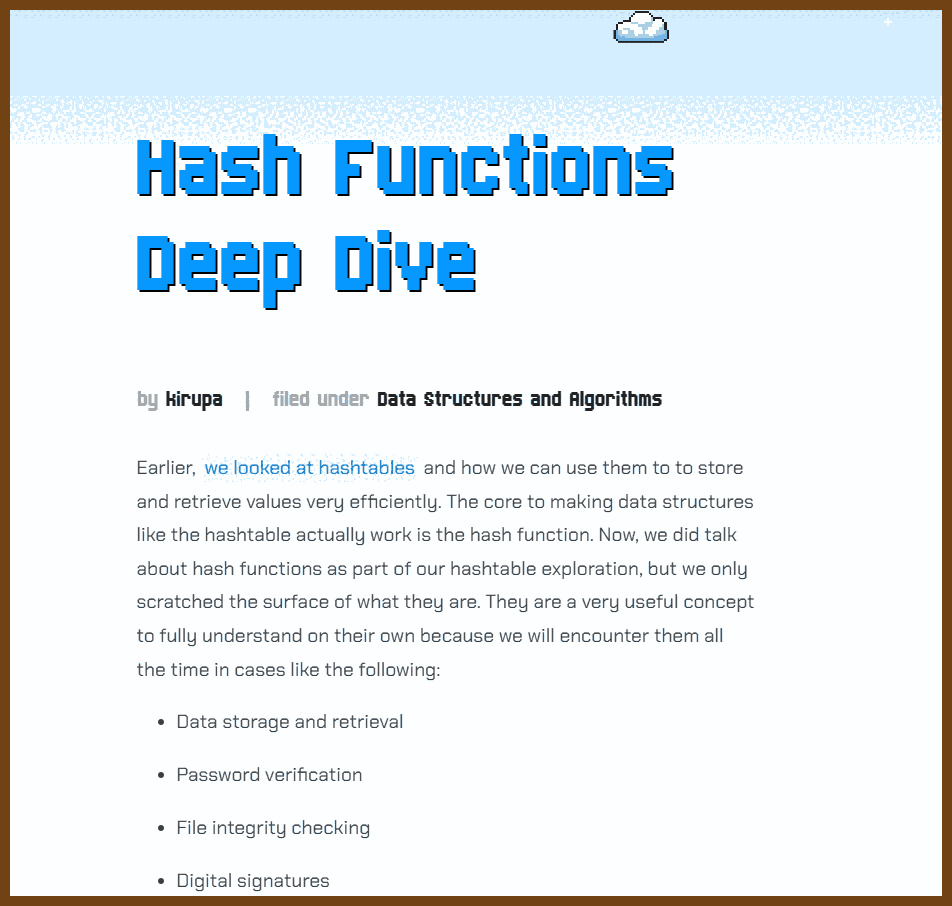 Hash Functions
Deep Dive
by kirupa | filed under Data Structures and Algorithms
Earlier, we looked at hashtables and how we can use them to to store
and retrieve values very efficiently. The core to making data structures
like the hashtable actually work is the hash function. Now, we did talk
about hash functions as part of our hashtable exploration, but we only
scratched the surface of what they are. They are a very useful concept
to fully understand on their own because we will encounter them all
the time in cases like the following:
• Data storage and retrieval
• Password verification
• File integrity checking
• Digital signatures